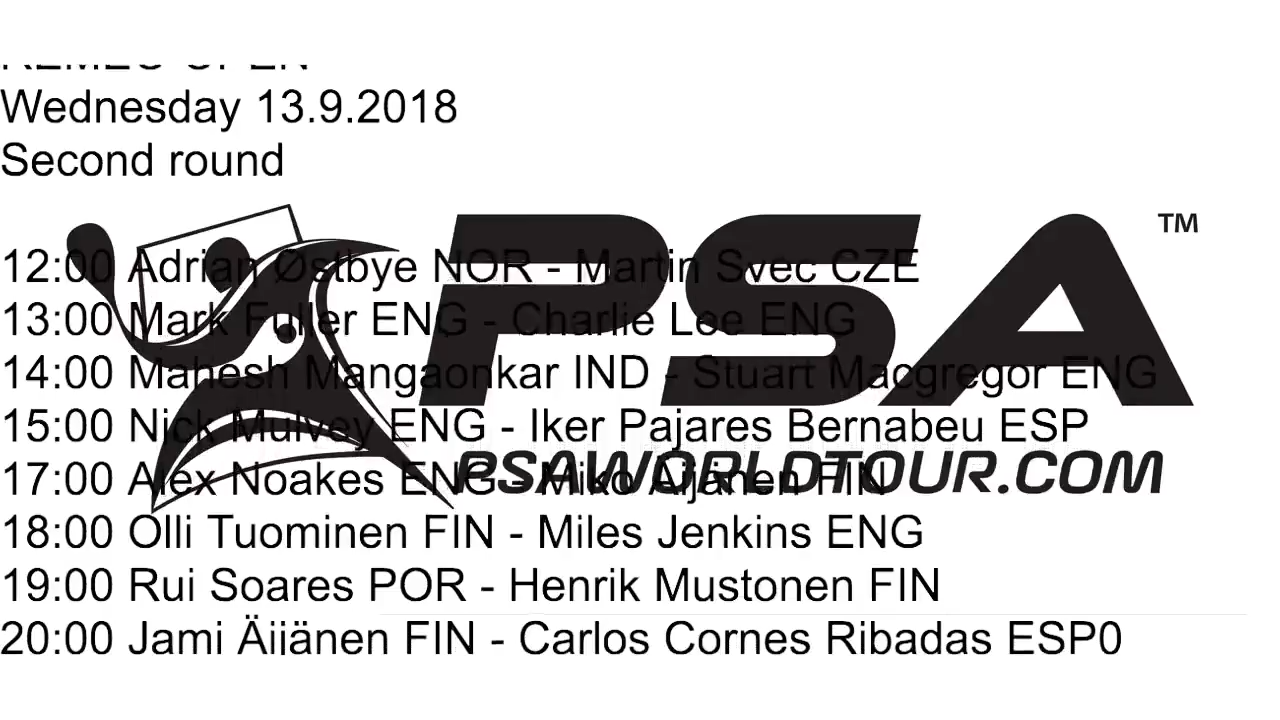 OPEN
Wednesday 13.9.2018
Second round
PSA TM
12:00 Adrian Østbye NOR - Martin Svec CZE
13:00 Mark Fuller ENG - Charlie Lee ENG
14:00 Mahesh Mangaonkar IND - Stuart Macgregor ENG
15:00 Nick Mulvey ENG - Iker Pajares Bernabeu ESP
PSAWORLDTOUR.COM
17:00 Alex Noakes ENG - Miko Äijänen FIN
18:00 Olli Tuominen FIN - Miles Jenkins ENG
19:00 Rui Soares POR - Henrik Mustonen FIN
20:00 Jami Äijänen FIN - Carlos Cornes Ribadas ESP0